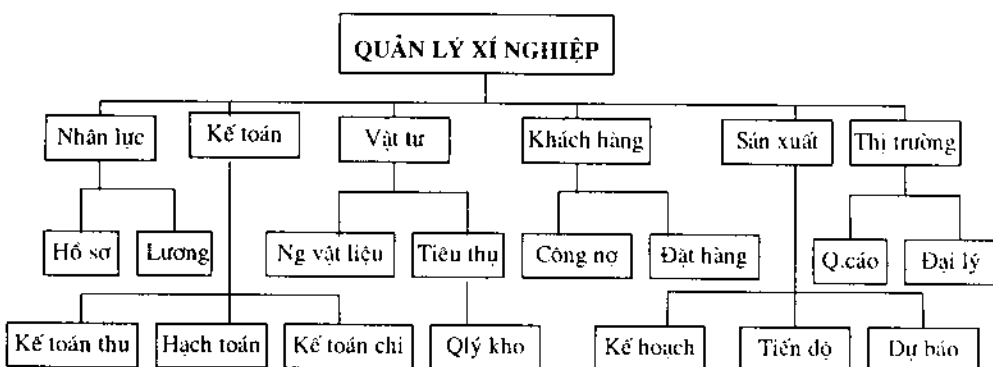 QUẢN LÝ XÍ NGHIỆP
Nhân lực
Kế toán
Vật tư
Khách hàng
Sản xuất
Thị trường
Hồ sơ
Lương
Ng vật liệu
Tiêu thụ
Công nợ
Đặt hàng
Q.cáo
Đại lý
Kế toán thu
Hạch toán
Kế toán chi
Qlý kho
Kế hoạch
Tiến độ
Dự báo